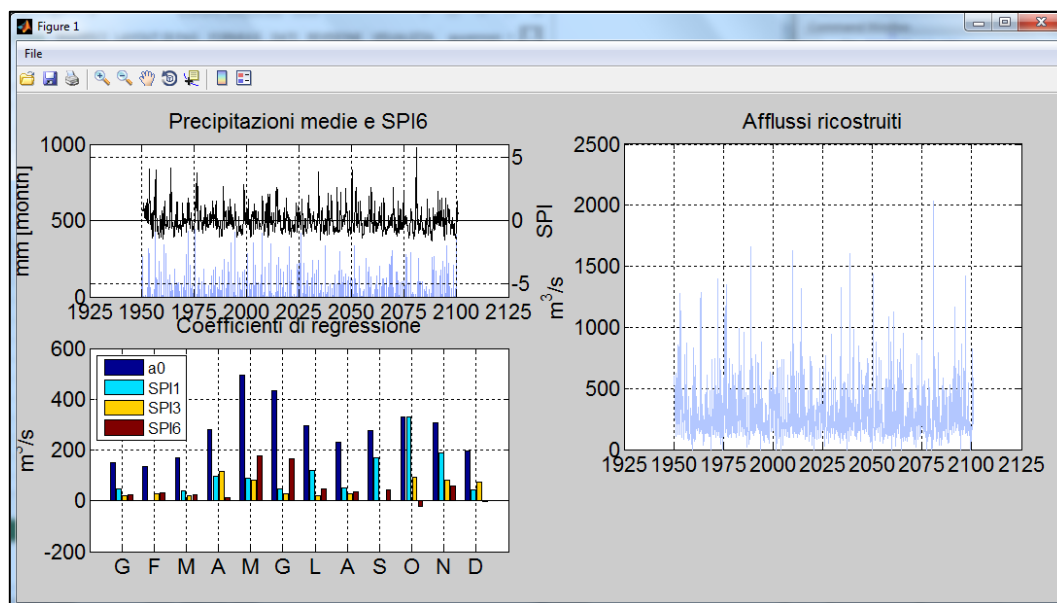 Figure 1
File
Precipitazioni medie e SPI6
1000
500
0
mm [month]
5
0
-5
SPI
1925 1950 1975 2000 2025 2050 2075 2100 2125
Coefficienti di regressione
600
400
200
0
-200
m³/s
a0
SPI1
SPI3
SPI6
G F M A M G L A S O N D
Afflussi ricostruiti
2500
2000
1500
1000
500
0
m³/s
1925 1950 1975 2000 2025 2050 2075 2100 2125